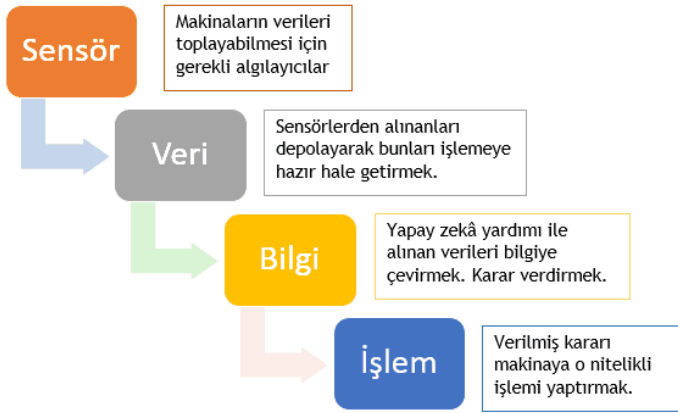 Sensör
Makinaların verileri
toplayabilmesi için
gerekli algılayıcılar
Veri
Sensörlerden alınanları
depolayarak bunları işlemeye
hazır hale getirmek.
Bilgi
Yapay zekâ yardımı ile
alınan verileri bilgiye
çevirmek. Karar verdirmek.
İşlem
Verilmiş kararı
makinaya o nitelikli
işlemi yaptırmak.